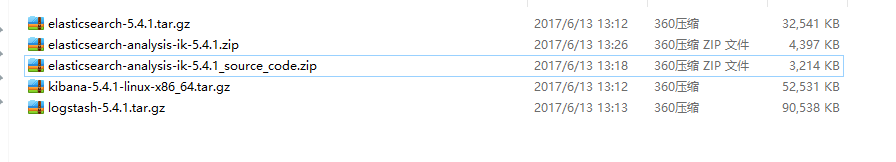 elasticsearch-5.4.1.tar.gz 2017/6/13 13:12 360压缩 32,541 KB
elasticsearch-analysis-ik-5.4.1.zip 2017/6/13 13:26 360压缩 ZIP 文件 4,397 KB
elasticsearch-analysis-ik-5.4.1_source_code.zip 2017/6/13 13:18 360压缩 ZIP 文件 3,214 KB
kibana-5.4.1-linux-x86_64.tar.gz 2017/6/13 13:12 360压缩 52,531 KB
logstash-5.4.1.tar.gz 2017/6/13 13:13 360压缩 90,538 KB